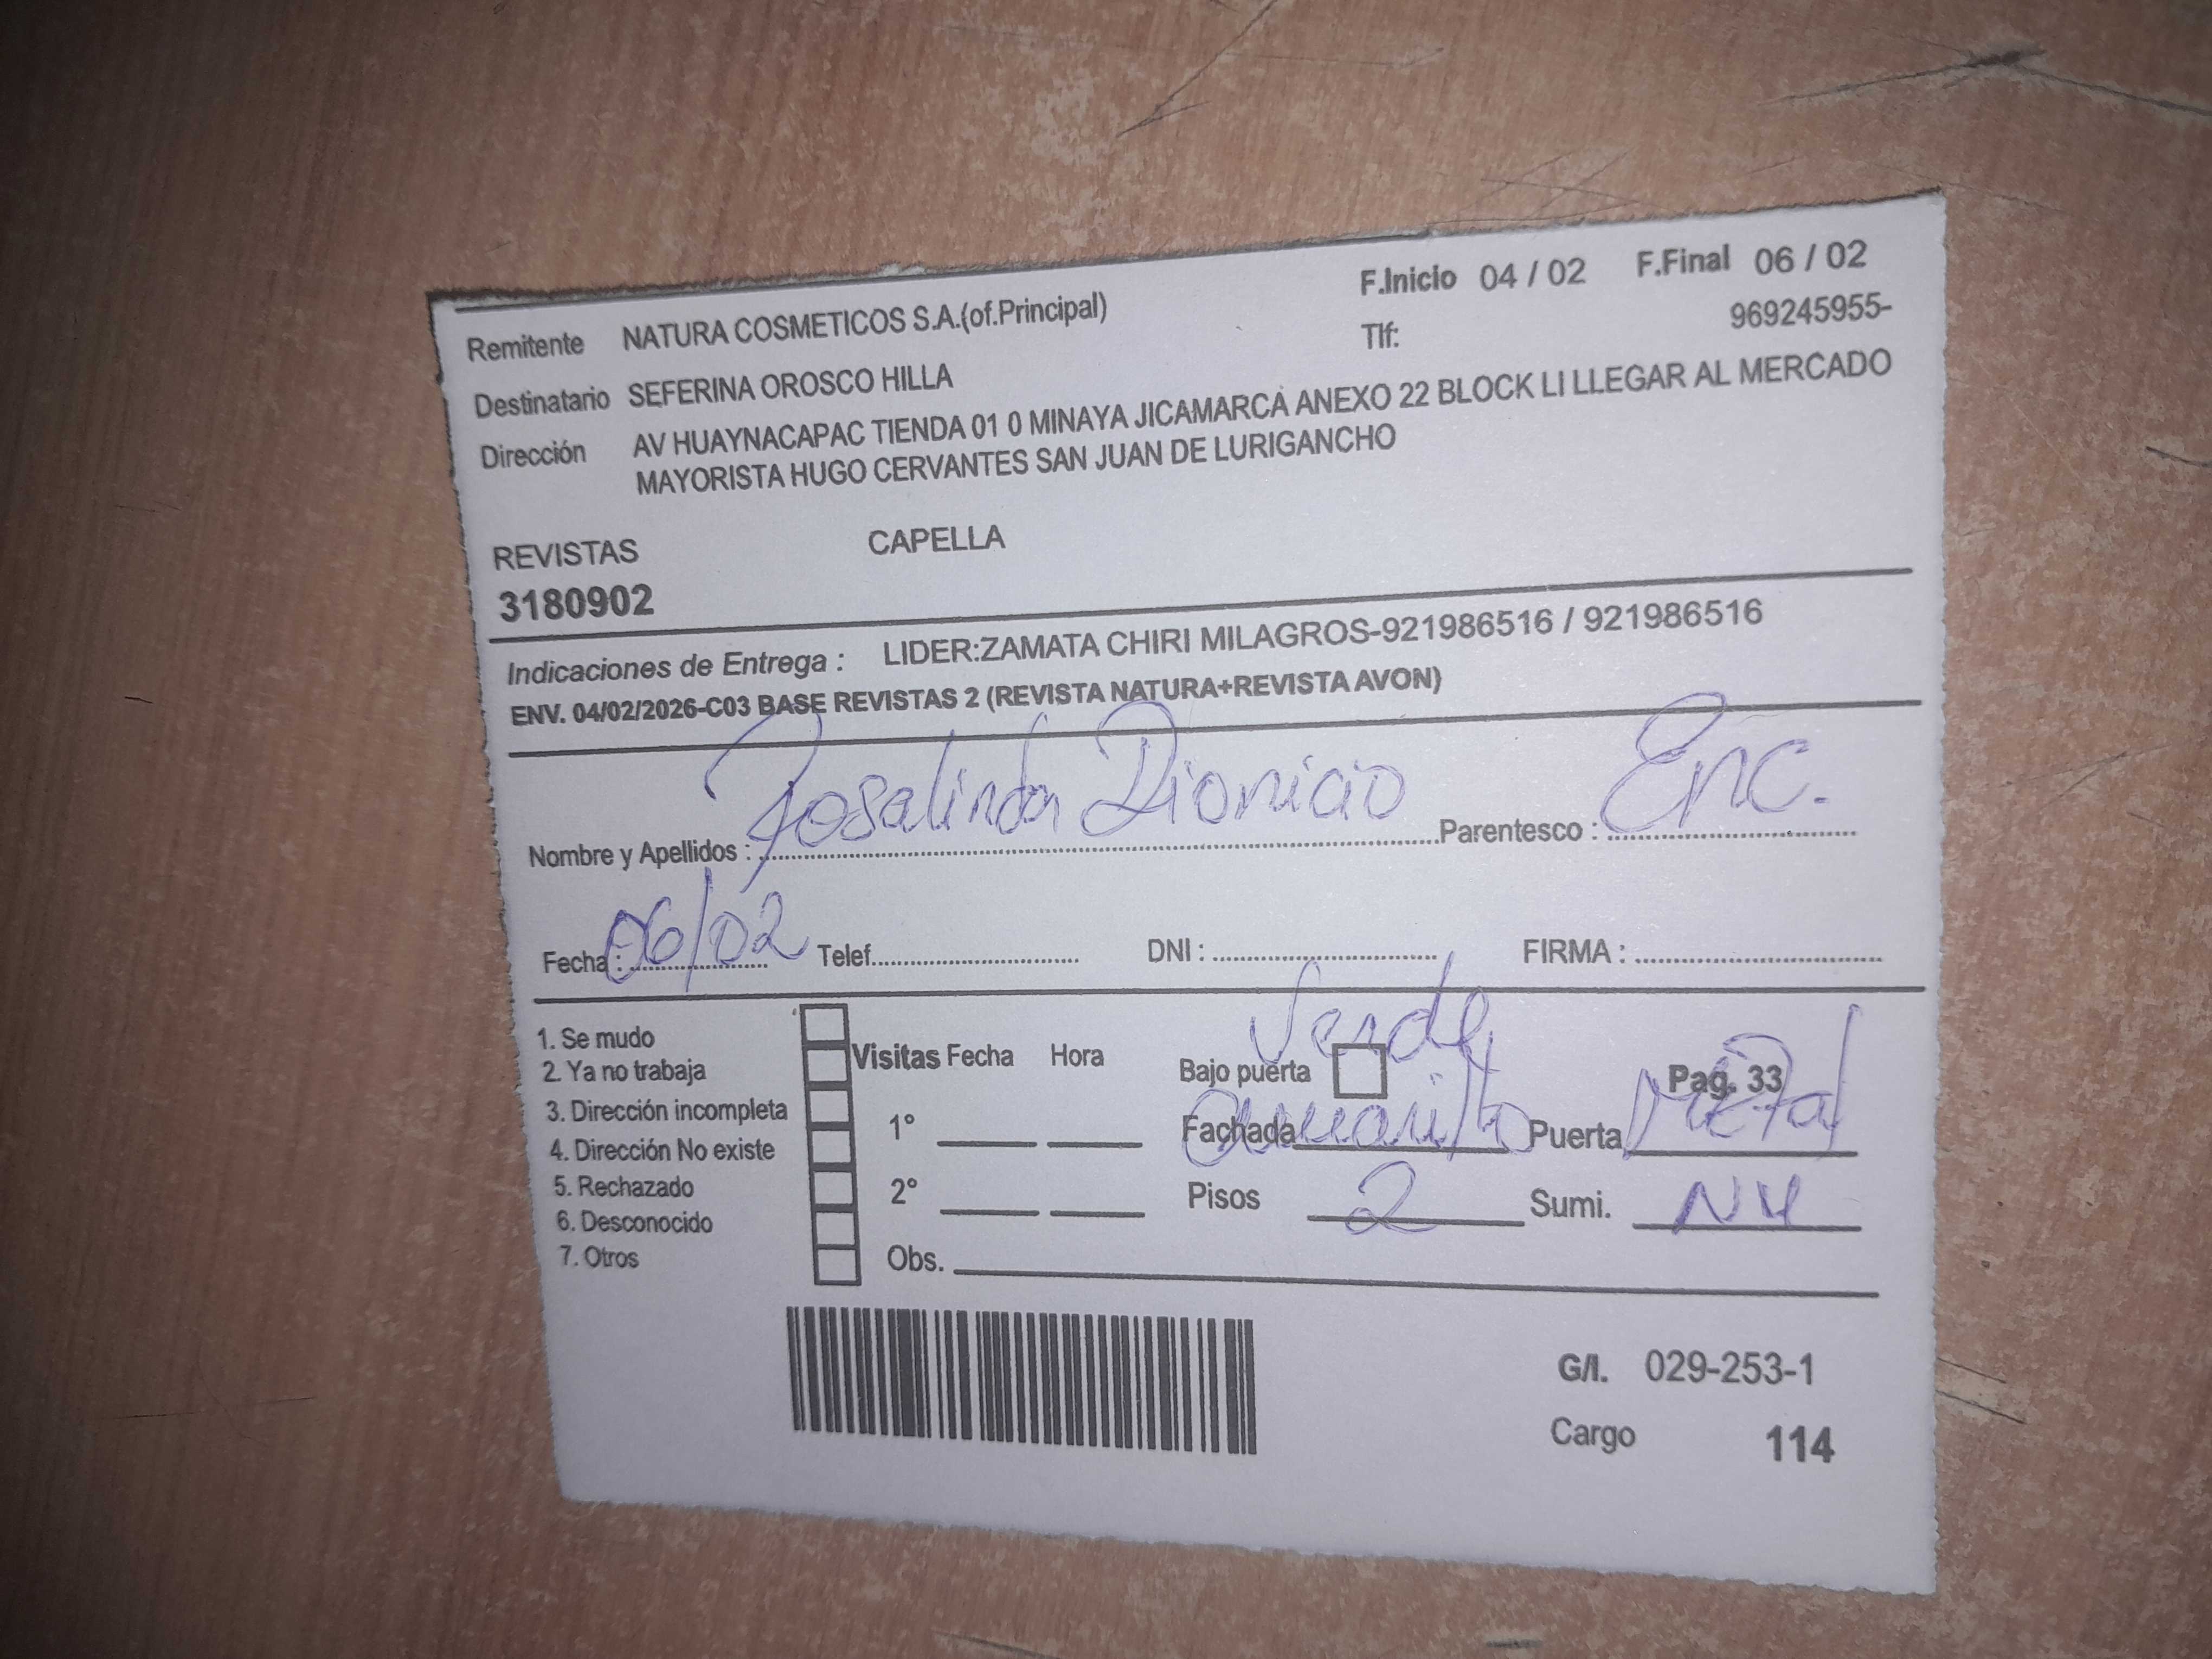 F.Inicio 04 / 02 F.Final 06 / 02
Remitente NATURA COSMETICOS S.A.(of.Principal) Tlf: 969245955-
Destinatario SEFERINA OROSCO HILLA
Dirección AV HUAYNACAPAC TIENDA 01 0 MINAYA JICAMARCA ANEXO 22 BLOCK LI LLEGAR AL MERCADO
MAYORISTA HUGO CERVANTES SAN JUAN DE LURIGANCHO
REVISTAS CAPELLA
3180902
Indicaciones de Entrega : LIDER:ZAMATA CHIRI MILAGROS-921986516 / 921986516
ENV. 04/02/2026-C03 BASE REVISTAS 2 (REVISTA NATURA+REVISTA AVON)
Nombre y Apellidos : Rosalinda Dionicio Parentesco : Enc.
Fecha : 06/02 Telef. DNI : FIRMA :
1. Se mudo
2. Ya no trabaja
3. Dirección incompleta
4. Dirección No existe
5. Rechazado
6. Desconocido
7. Otros
Visitas Fecha Hora
1°
2°
Obs.
Verde
Bajo puerta Pag. 33
Fachada Amarillo Puerta Metal
Pisos 2 Sumi.
G/I. 029-253-1
Cargo 114